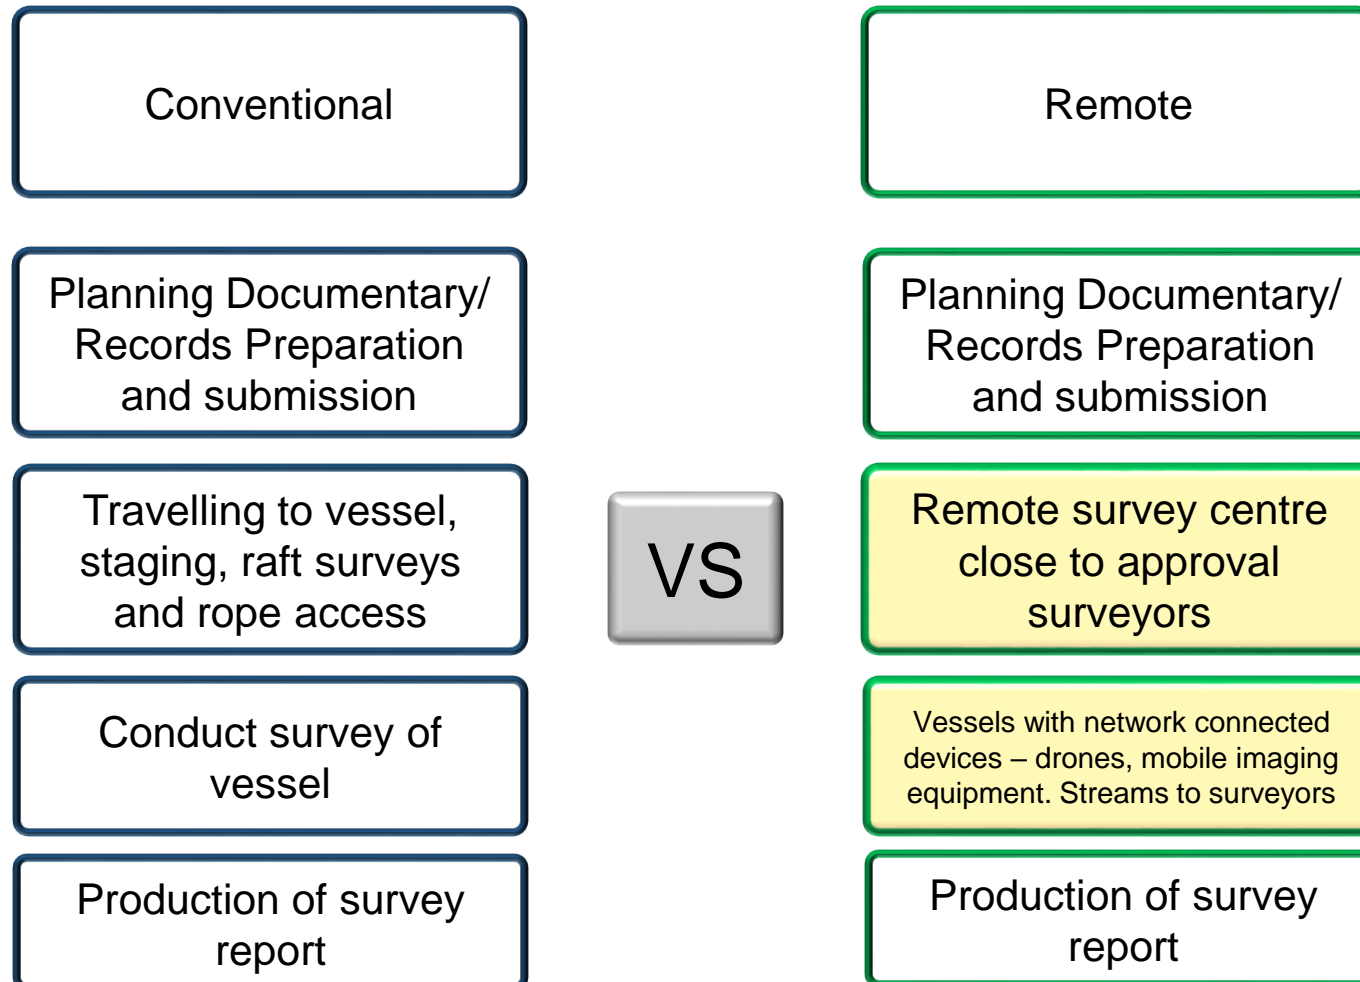 Conventional
Remote
Planning Documentary/
Records Preparation
and submission
Planning Documentary/
Records Preparation
and submission
Travelling to vessel,
staging, raft surveys
and rope access
VS
Remote survey centre
close to approval
surveyors
Conduct survey of
vessel
Vessels with network connected
devices – drones, mobile imaging
equipment. Streams to surveyors
Production of survey
report
Production of survey
report